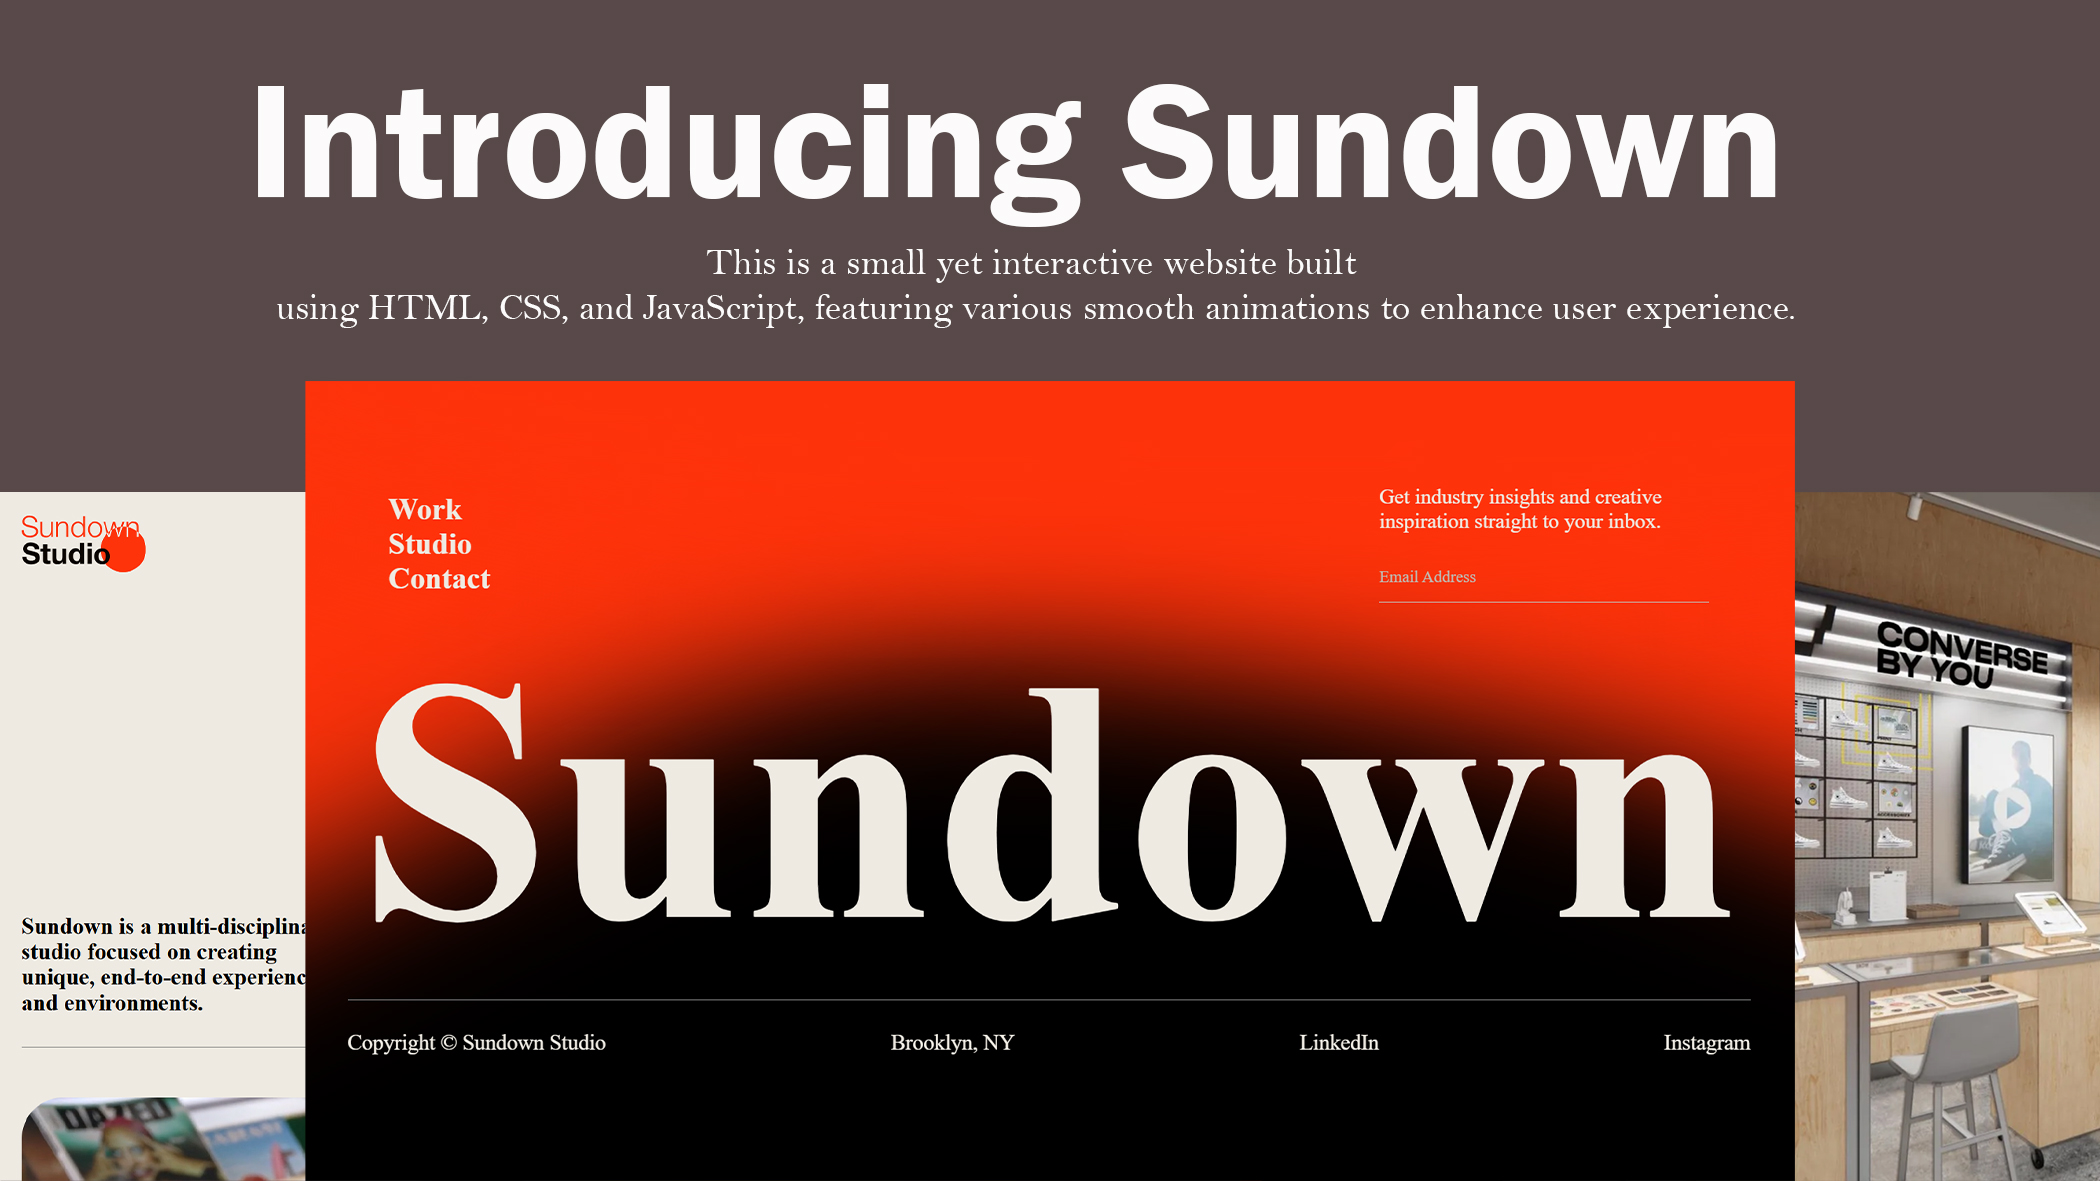 Introducing Sundown
This is a small yet interactive website built
using HTML, CSS, and JavaScript, featuring various smooth animations to enhance user experience.
Sundown
Studio
Sundown is a multi-disciplina
studio focused on creating
unique, end-to-end experienc
and environments.
DAZED
Work
Studio
Contact
Get industry insights and creative
inspiration straight to your inbox.
Email Address
Sundown
Copyright © Sundown Studio
Brooklyn, NY
LinkedIn
Instagram
CONVERSE
BY YOU